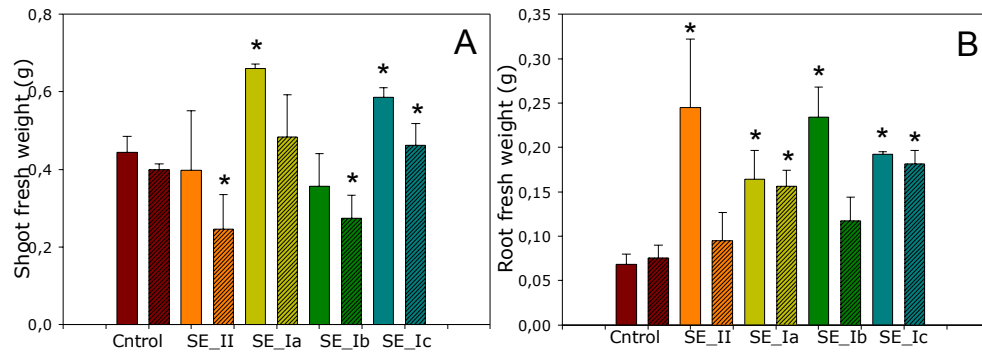 A
Shoot fresh weight (g)
0,8
0,6
0,4
0,2
0,0
* * * * * *
Cntrol SE_II SE_Ia SE_Ib SE_Ic
B
Root fresh weight (g)
0,35
0,30
0,25
0,20
0,15
0,10
0,05
0,00
* * * * * *
Cntrol SE_II SE_Ia SE_Ib SE_Ic